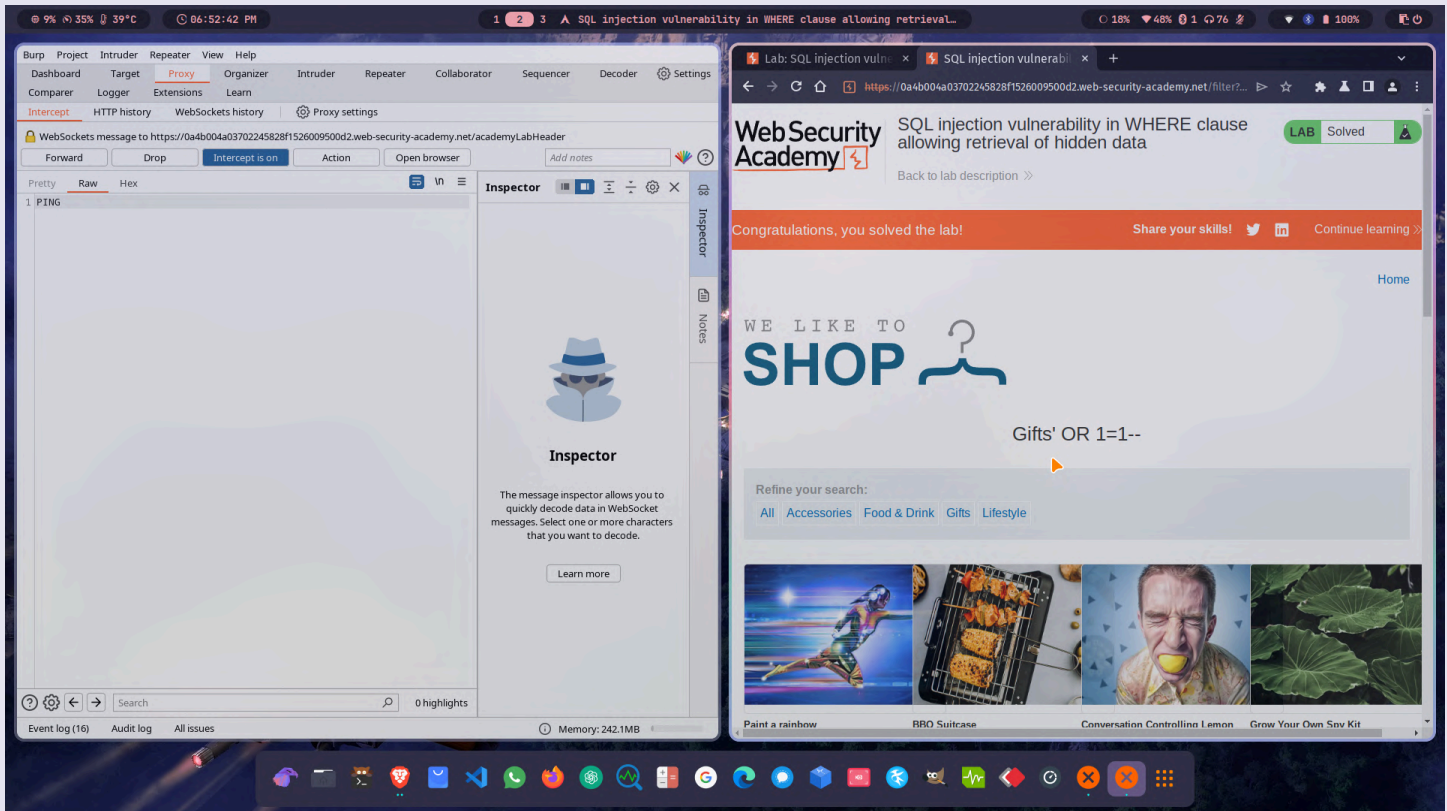 9% 35% 39°C 06:52:42 PM 1 2 3 SQL injection vulnerability in WHERE clause allowing retrieval… 18% 48% 1 76 100%
Burp Project Intruder Repeater View Help
Dashboard Target Proxy Organizer Intruder Repeater Collaborator Sequencer Decoder Settings
Comparer Logger Extensions Learn
Intercept HTTP history WebSockets history Proxy settings
WebSockets message to https://0a4b004a03702245828f1526009500d2.web-security-academy.net/academyLabHeader
Forward Drop Intercept is on Action Open browser Add notes
Pretty Raw Hex \n
1 PING
Inspector
Inspector
Notes
Inspector
The message inspector allows you to
quickly decode data in WebSocket
messages. Select one or more characters
that you want to decode.
Learn more
Search 0 highlights
Event log (16) Audit log All issues Memory: 242.1MB
Lab: SQL injection vulne SQL injection vulnerabil
https://0a4b004a03702245828f1526009500d2.web-security-academy.net/filter?...
Web Security
Academy
SQL injection vulnerability in WHERE clause
allowing retrieval of hidden data
Back to lab description
LAB Solved
Congratulations, you solved the lab! Share your skills! Continue learning
Home
WE LIKE TO
SHOP
Gifts' OR 1=1--
Refine your search:
All Accessories Food & Drink Gifts Lifestyle
Paint a rainbow BBQ Suitcase Conversation Controlling Lemon Grow Your Own Spy Kit